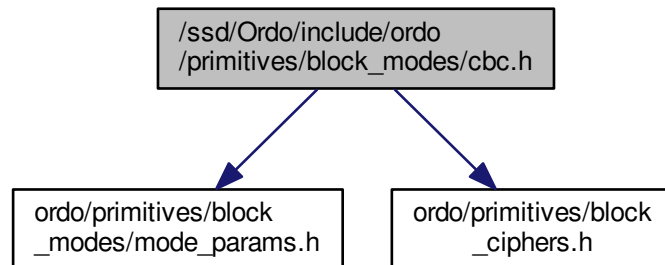 /ssd/Ordo/include/ordo
/primitives/block_modes/cbc.h
ordo/primitives/block
_modes/mode_params.h
ordo/primitives/block
_ciphers.h